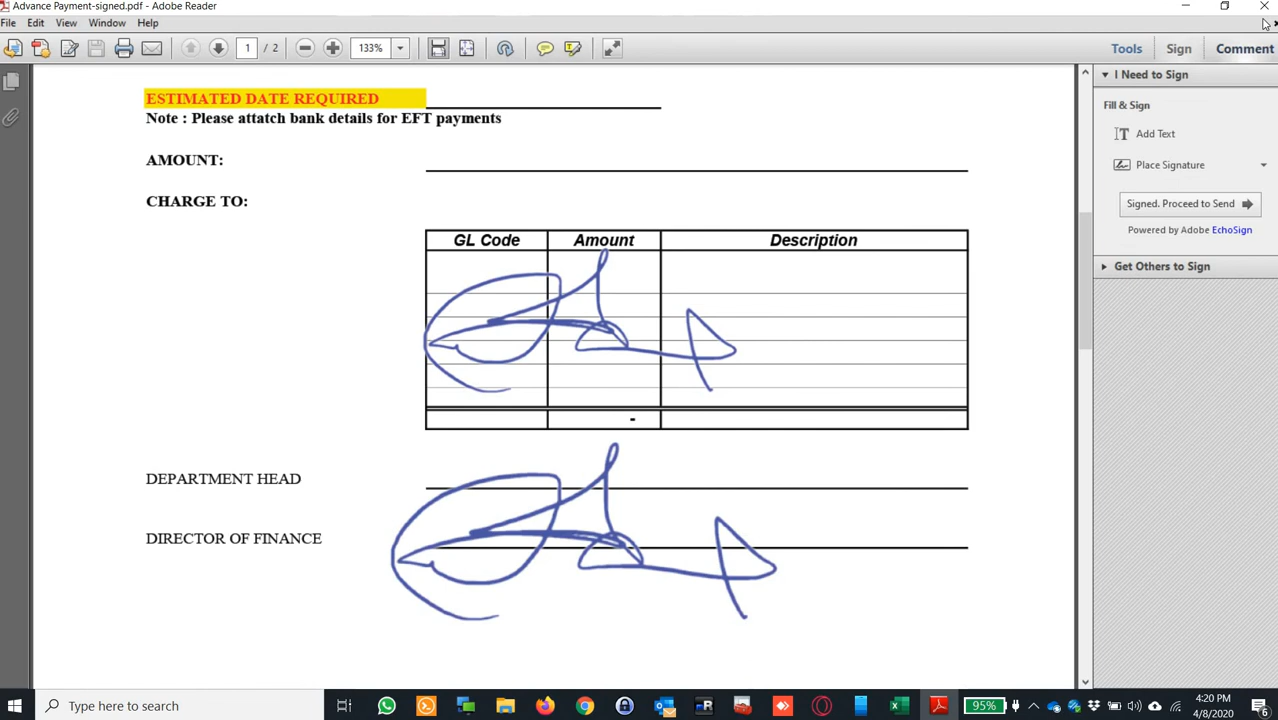 Advance Payment-signed.pdf - Adobe Reader
File Edit View Window Help
1 / 2 133% Tools Sign Comment
ESTIMATED DATE REQUIRED
Note : Please attatch bank details for EFT payments
AMOUNT:
CHARGE TO:
GL Code Amount Description
-
DEPARTMENT HEAD
DIRECTOR OF FINANCE
I Need to Sign
Fill & Sign
Add Text
Place Signature
Signed. Proceed to Send
Powered by Adobe EchoSign
Get Others to Sign
Type here to search
95%
4:20 PM
4/8/2020